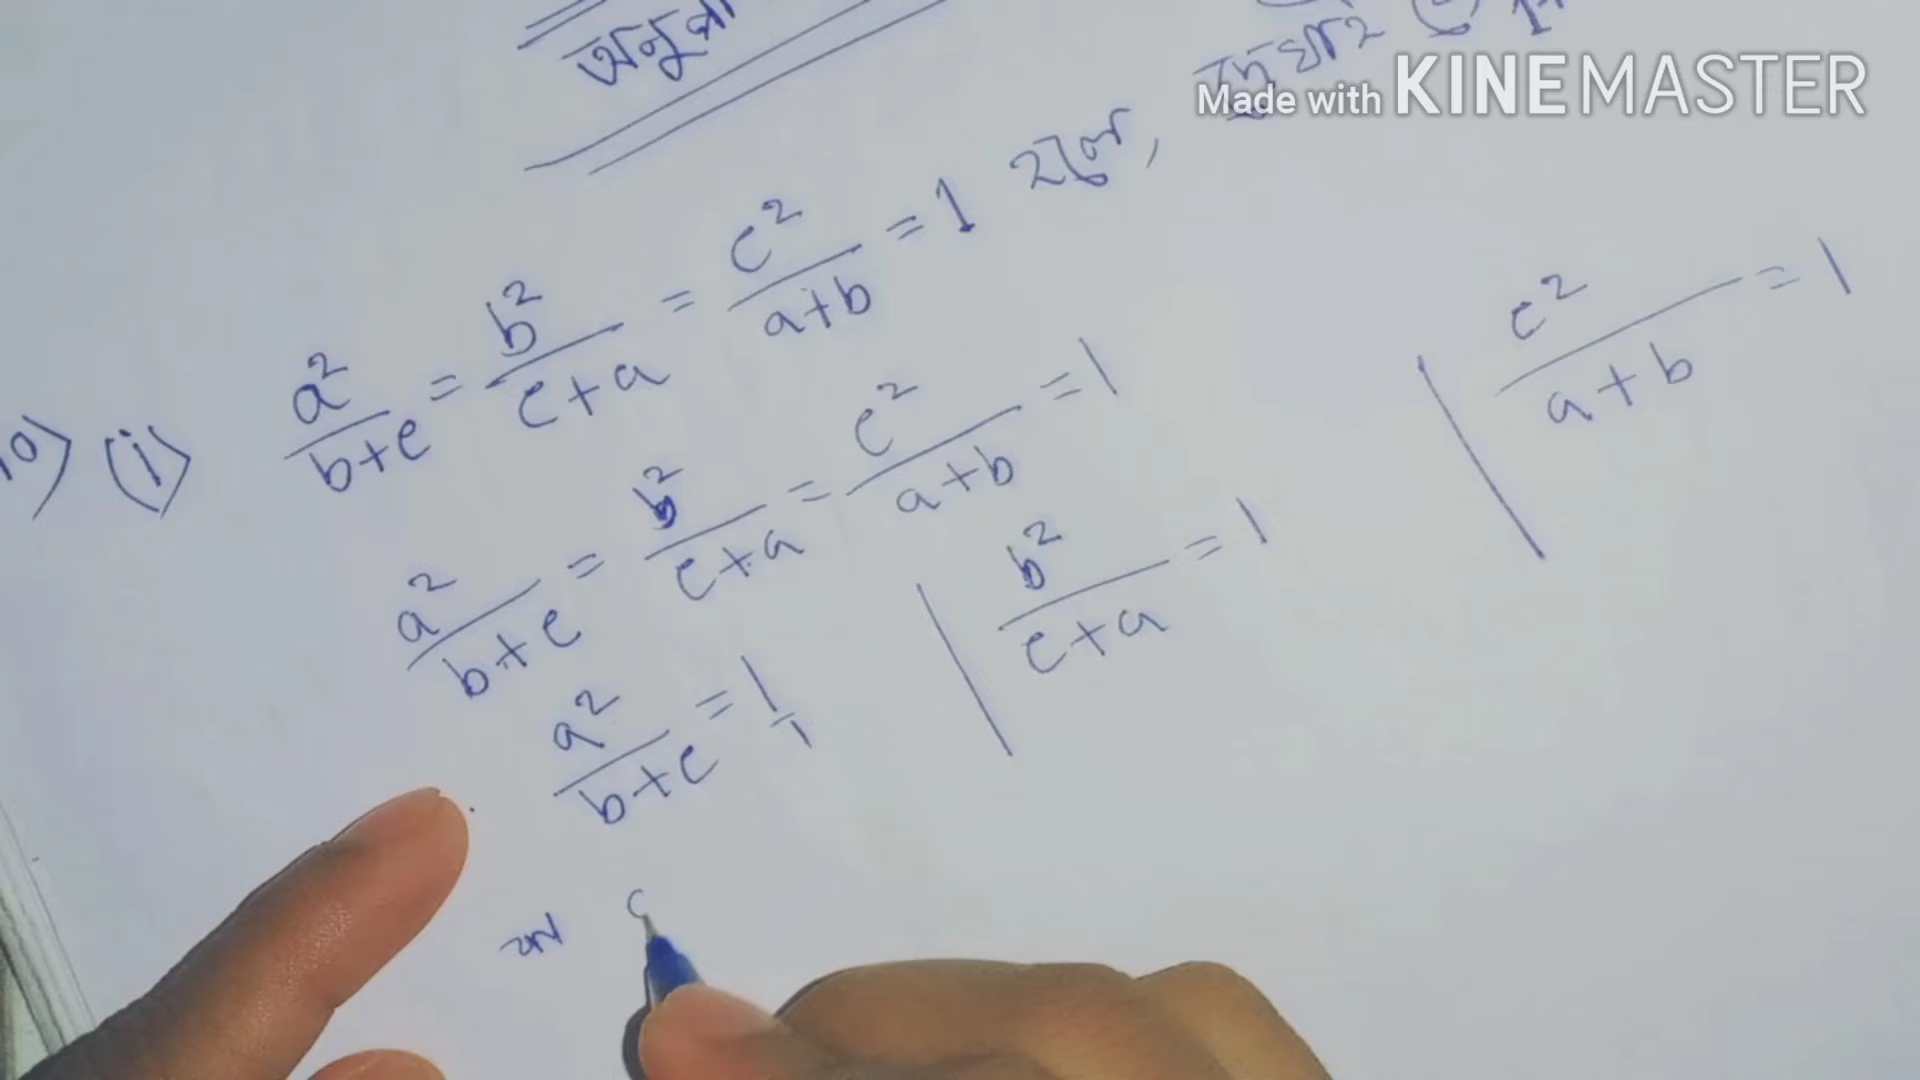 Made with KINEMASTER
10) (i) a²/b+c = b²/c+a = c²/a+b = 1 হলে,
a²/b+c = b²/c+a = c²/a+b = 1
a²/b+c = 1/1 | b²/c+a = 1 | c²/a+b = 1
বা